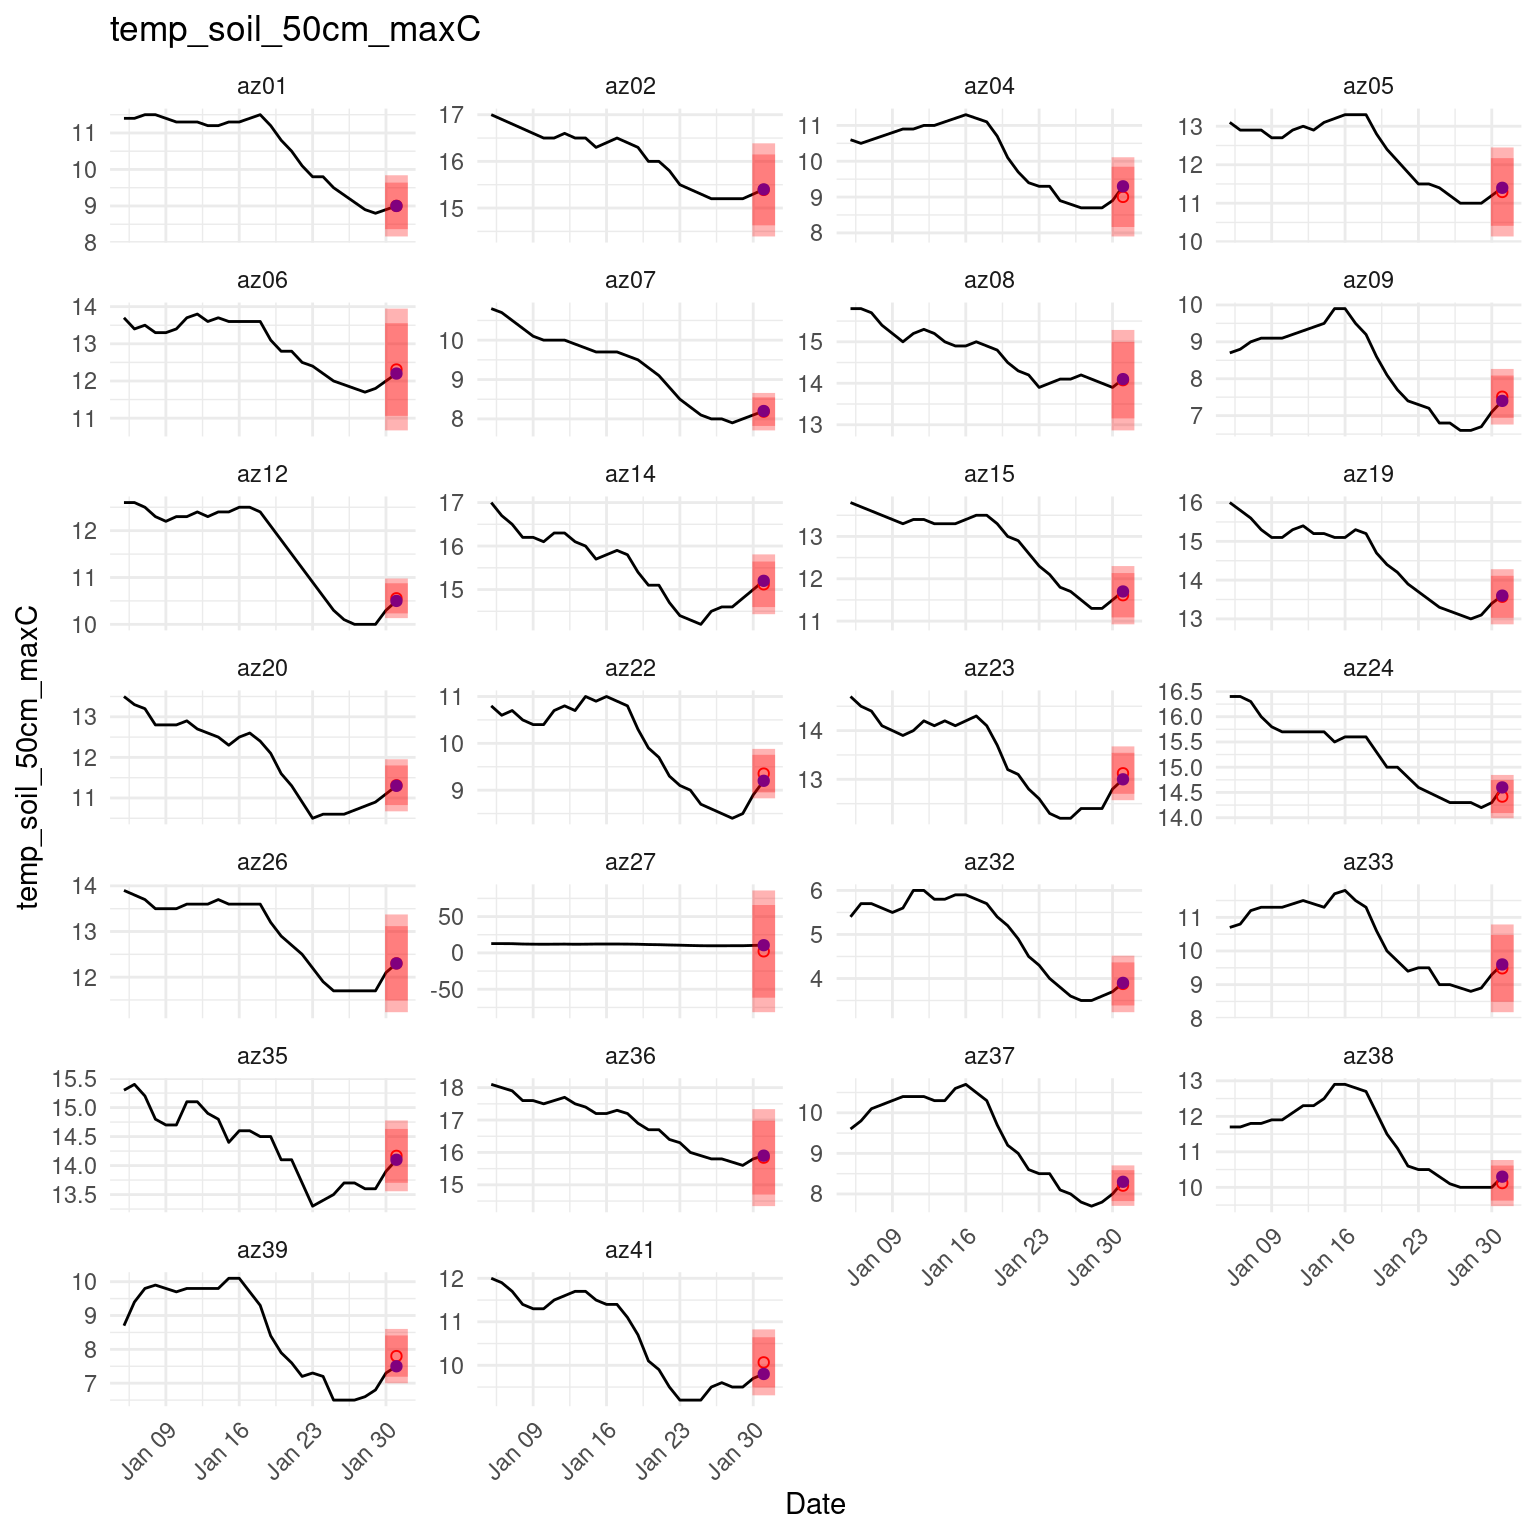 temp_soil_50cm_maxC
az01 az02 az04 az05
11 10 9 8
17 16 15
11 10 9 8
13 12 11 10
az06 az07 az08 az09
14 13 12 11
10 9 8
15 14 13
10 9 8 7
az12 az14 az15 az19
12 11 10
17 16 15
13 12 11
16 15 14 13
az20 az22 az23 az24
13 12 11
11 10 9
14 13
16.5 16.0 15.5 15.0 14.5 14.0
az26 az27 az32 az33
14 13 12
50 0 -50
6 5 4
11 10 9 8
az35 az36 az37 az38
15.5 15.0 14.5 14.0 13.5
18 17 16 15
10 9 8
13 12 11 10
Jan 09 Jan 16 Jan 23 Jan 30
Jan 09 Jan 16 Jan 23 Jan 30
az39 az41
10 9 8 7
12 11 10
Jan 09 Jan 16 Jan 23 Jan 30
Jan 09 Jan 16 Jan 23 Jan 30
temp_soil_50cm_maxC
Date